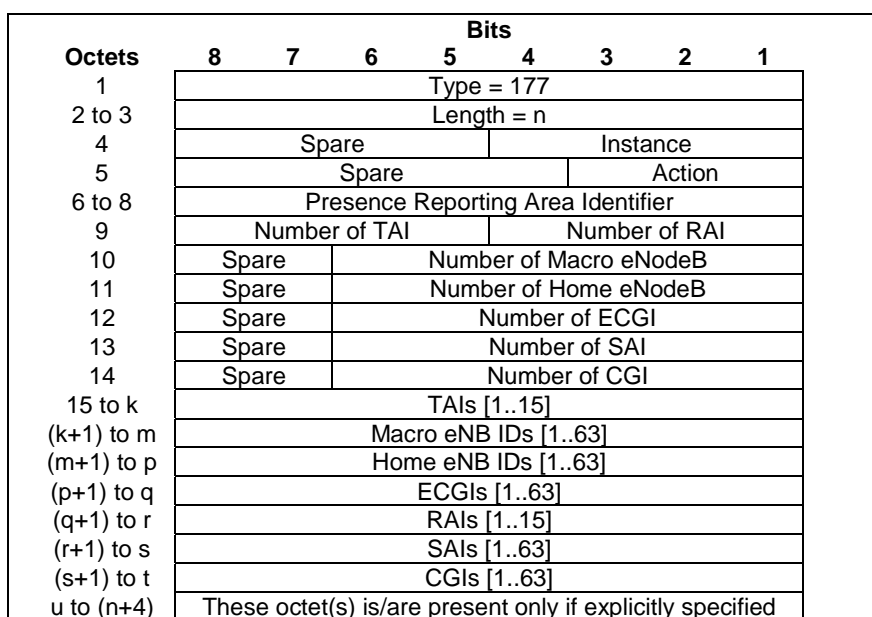 Bits
Octets 8 7 6 5 4 3 2 1
1 Type = 177
2 to 3 Length = n
4 Spare Instance
5 Spare Action
6 to 8 Presence Reporting Area Identifier
9 Number of TAI Number of RAI
10 Spare Number of Macro eNodeB
11 Spare Number of Home eNodeB
12 Spare Number of ECGI
13 Spare Number of SAI
14 Spare Number of CGI
15 to k TAIs [1..15]
(k+1) to m Macro eNB IDs [1..63]
(m+1) to p Home eNB IDs [1..63]
(p+1) to q ECGIs [1..63]
(q+1) to r RAIs [1..15]
(r+1) to s SAIs [1..63]
(s+1) to t CGIs [1..63]
u to (n+4) These octet(s) is/are present only if explicitly specified